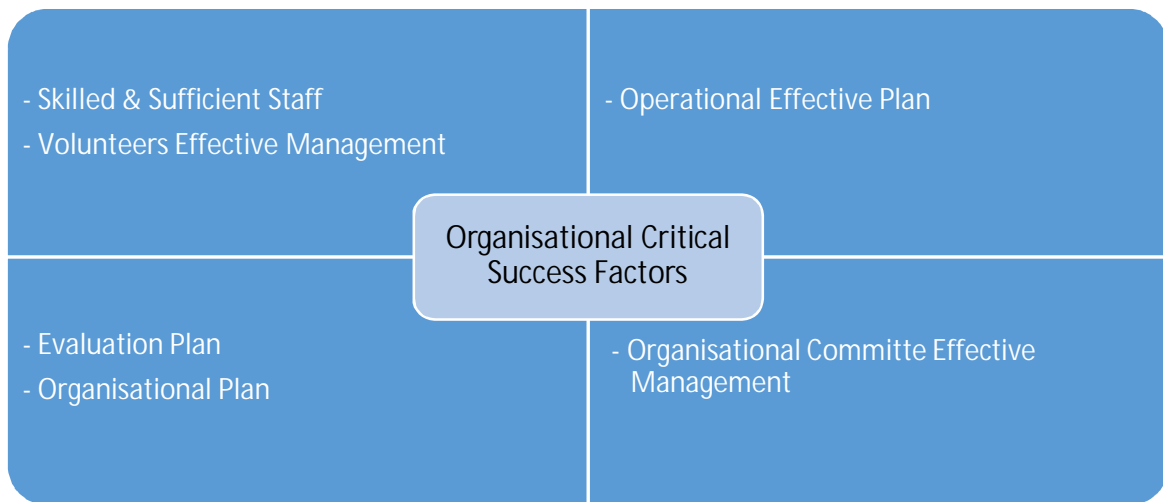 - Skilled & Sufficient Staff
- Volunteers Effective Management
- Operational Effective Plan
Organisational Critical
Success Factors
- Evaluation Plan
- Organisational Plan
- Organisational Committe Effective
Management